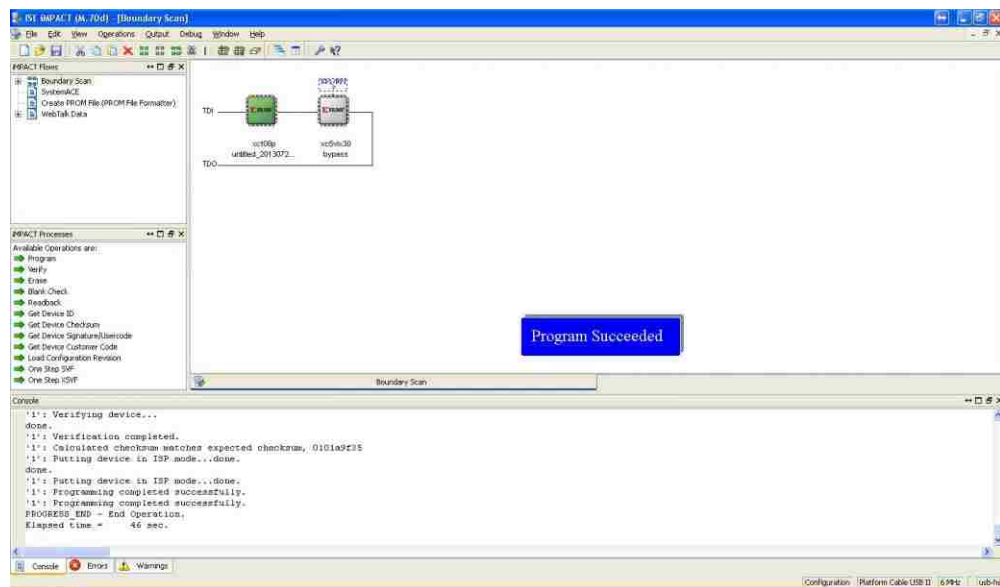 ISE iMPACT (M.70d) - [Boundary Scan]
File Edit View Operations Output Debug Window Help
iMPACT Flows
Boundary Scan
SystemACE
Create PROM File (PROM File Formatter)
WebTalk Data
TDI
TDO
xcf08p
untitled_2013072...
xc5vlx30
bypass
iMPACT Processes
Available Operations are:
Program
Verify
Erase
Blank Check
Readback
Get Device ID
Get Device Checksum
Get Device Signature/Usercode
Get Device Customer Code
Load Configuration Revision
One Step SVF
One Step XSVF
Program Succeeded
Boundary Scan
Console
'1': Verifying device...
done.
'1': Verification completed.
'1': Calculated checksum matches expected checksum, 0101a9f35
'1': Putting device in ISP mode...done.
done.
'1': Putting device in ISP mode...done.
'1': Programming completed successfully.
'1': Programming completed successfully.
PROGRESS_END - End Operation.
Elapsed time = 46 sec.
Console Errors Warnings
Configuration Platform Cable USB II 6 MHz usb-hs